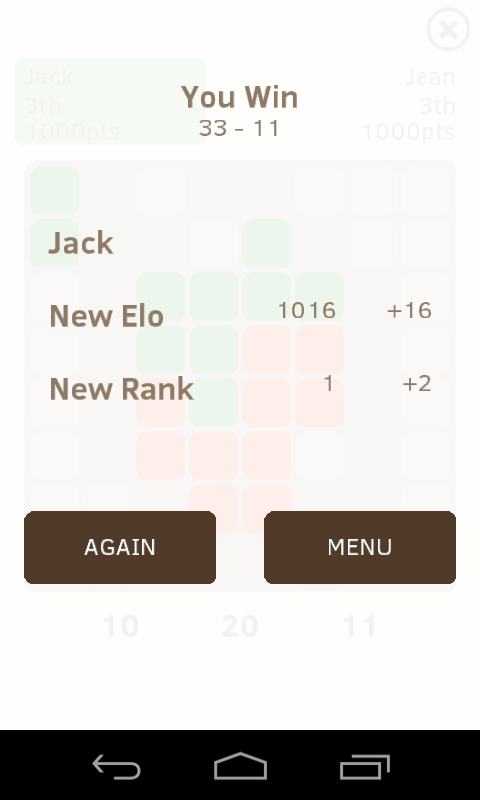 Jack
Jean
You Win
3th
3th
33 - 11
1000pts
1000pts
Jack
New Elo 1016 +16
New Rank 1 +2
AGAIN
MENU
10 20 11